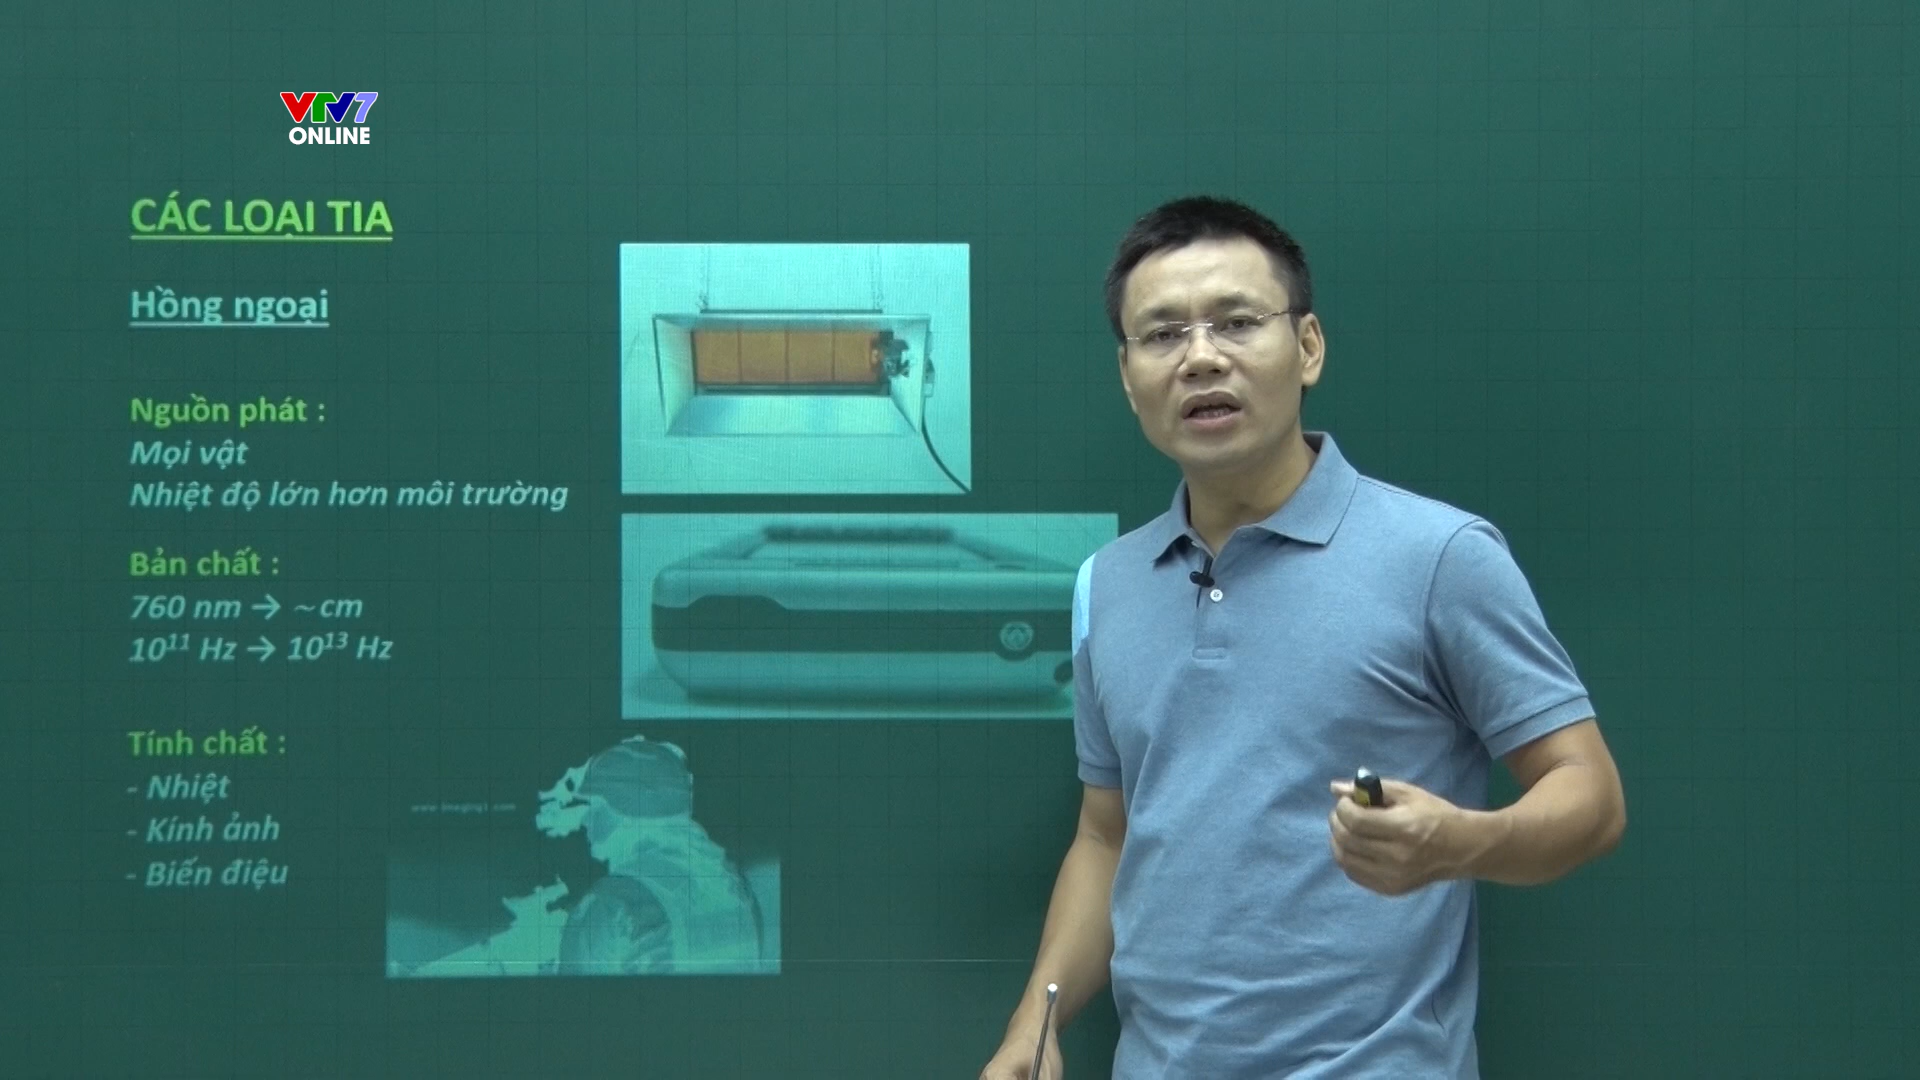 VTV7
ONLINE
CÁC LOẠI TIA
Hồng ngoại
Nguồn phát :
Mọi vật
Nhiệt độ lớn hơn môi trường
Bản chất :
760 nm → ~cm
10¹¹ Hz → 10¹³ Hz
Tính chất :
- Nhiệt
- Kính ảnh
- Biến điệu